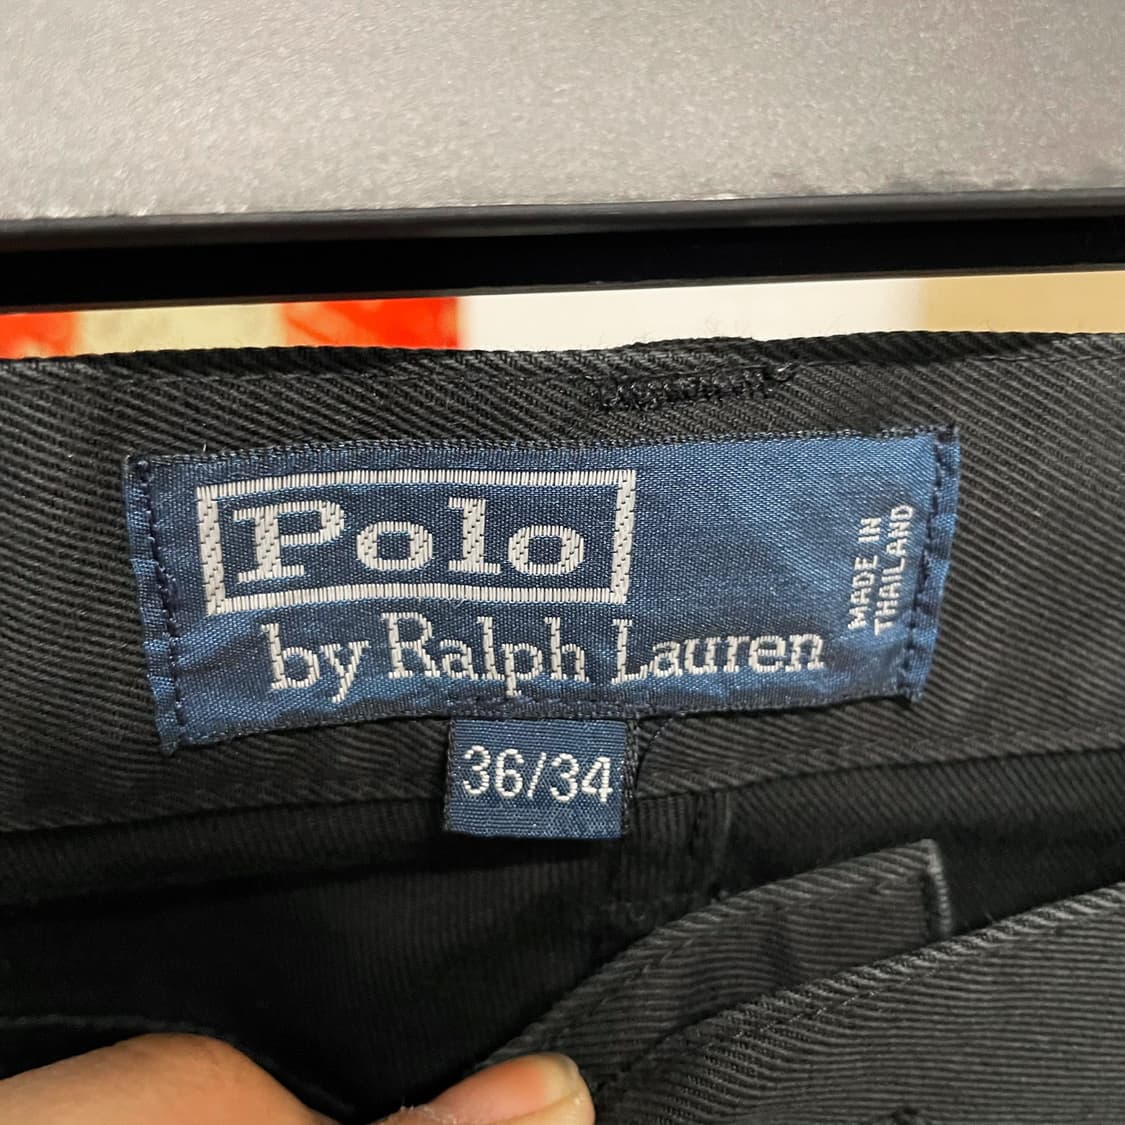 Polo
by Ralph Lauren
MADE IN
THAILAND
36/34